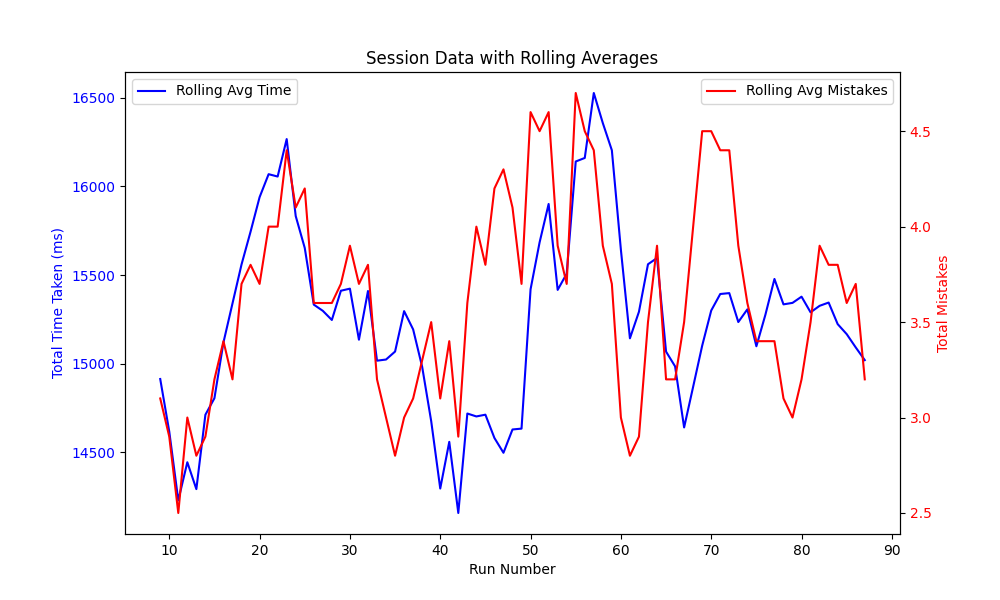 Session Data with Rolling Averages
Rolling Avg Time
Rolling Avg Mistakes
Total Time Taken (ms)
16500
16000
15500
15000
14500
4.5
4.0
3.5
3.0
2.5
Total Mistakes
10 20 30 40 50 60 70 80 90
Run Number